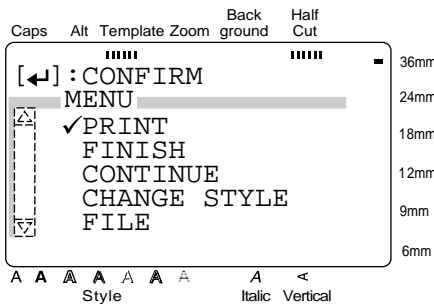 Back Half
Caps Alt Template Zoom ground Cut
[↵]:CONFIRM
MENU
✓PRINT
FINISH
CONTINUE
CHANGE STYLE
FILE
36mm
24mm
18mm
12mm
9mm
6mm
A A A A A A A A A
Style Italic Vertical